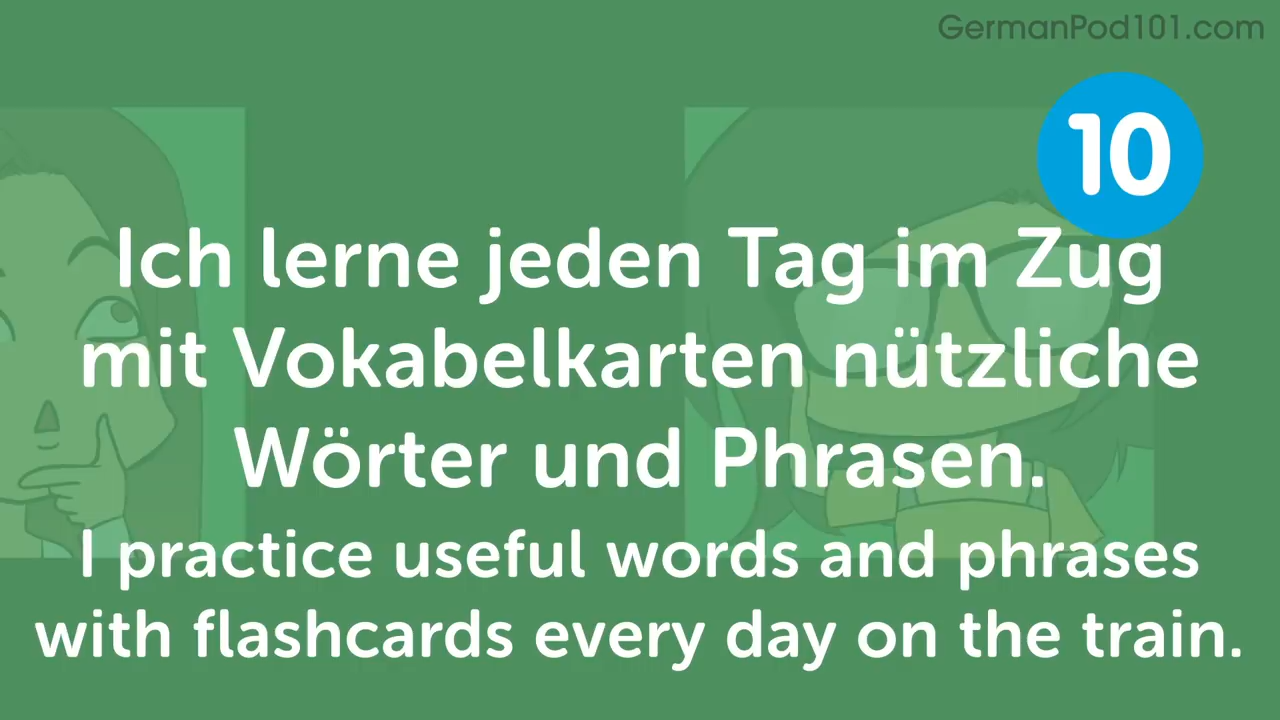 GermanPod101.com
10
Ich lerne jeden Tag im Zug
mit Vokabelkarten nützliche
Wörter und Phrasen.
I practice useful words and phrases
with flashcards every day on the train.